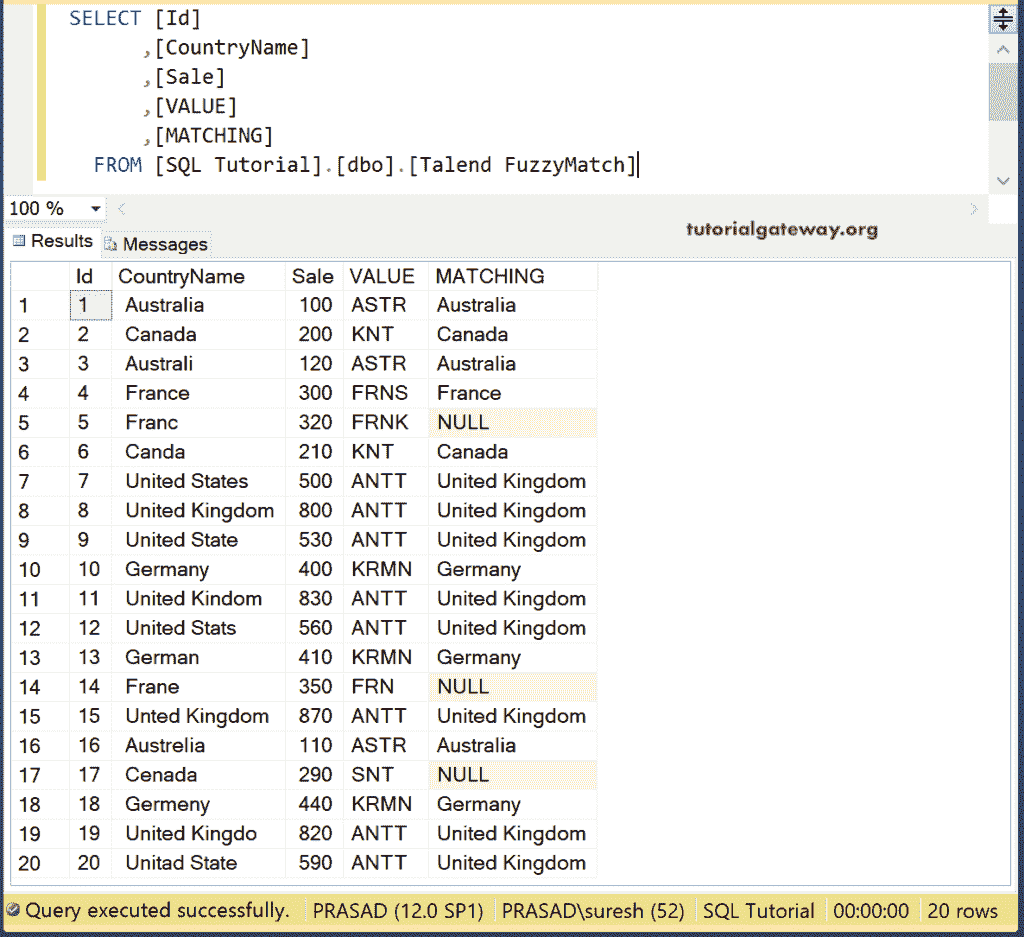 SELECT [Id]
,[CountryName]
,[Sale]
,[VALUE]
,[MATCHING]
FROM [SQL Tutorial].[dbo].[Talend FuzzyMatch]
100 %
tutorialgateway.org
Results Messages
Id CountryName Sale VALUE MATCHING
1 1 Australia 100 ASTR Australia
2 2 Canada 200 KNT Canada
3 3 Australi 120 ASTR Australia
4 4 France 300 FRNS France
5 5 Franc 320 FRNK NULL
6 6 Canda 210 KNT Canada
7 7 United States 500 ANTT United Kingdom
8 8 United Kingdom 800 ANTT United Kingdom
9 9 United State 530 ANTT United Kingdom
10 10 Germany 400 KRMN Germany
11 11 United Kindom 830 ANTT United Kingdom
12 12 United Stats 560 ANTT United Kingdom
13 13 German 410 KRMN Germany
14 14 Frane 350 FRN NULL
15 15 Unted Kingdom 870 ANTT United Kingdom
16 16 Austrelia 110 ASTR Australia
17 17 Cenada 290 SNT NULL
18 18 Germeny 440 KRMN Germany
19 19 United Kingdo 820 ANTT United Kingdom
20 20 Unitad State 590 ANTT United Kingdom
Query executed successfully. PRASAD (12.0 SP1) PRASAD\suresh (52) SQL Tutorial 00:00:00 20 rows